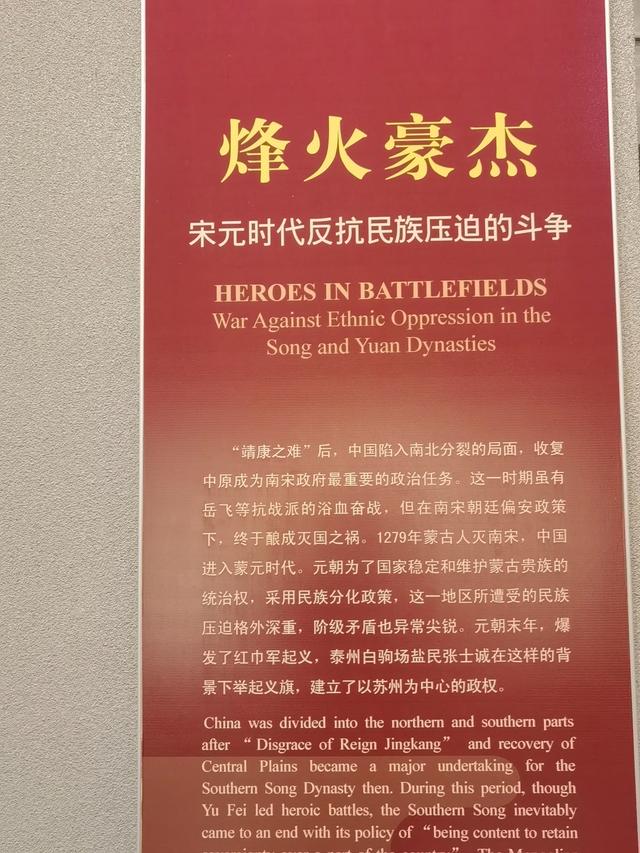 烽火豪杰
宋元时代反抗民族压迫的斗争
HEROES IN BATTLEFIELDS
War Against Ethnic Oppression in the
Song and Yuan Dynasties
“靖康之难”后，中国陷入南北分裂的局面，收复
中原成为南宋政府最重要的政治任务。这一时期虽有
岳飞等抗战派的浴血奋战，但在南宋朝廷偏安政策
下，终于酿成灭国之祸。1279年蒙古人灭南宋，中国
进入蒙元时代。元朝为了国家稳定和维护蒙古贵族的
统治权，采用民族分化政策，这一地区所遭受的民族
压迫格外深重，阶级矛盾也异常尖锐。元朝末年，爆
发了红巾军起义，泰州白驹场盐民张士诚在这样的背
景下举起义旗，建立了以苏州为中心的政权。
China was divided into the northern and southern parts
after “ Disgrace of Reign Jingkang” and recovery of
Central Plains became a major undertaking for the
Southern Song Dynasty then. During this period, though
Yu Fei led heroic battles, the Southern Song inevitably
came to an end with its policy of “being content to retain